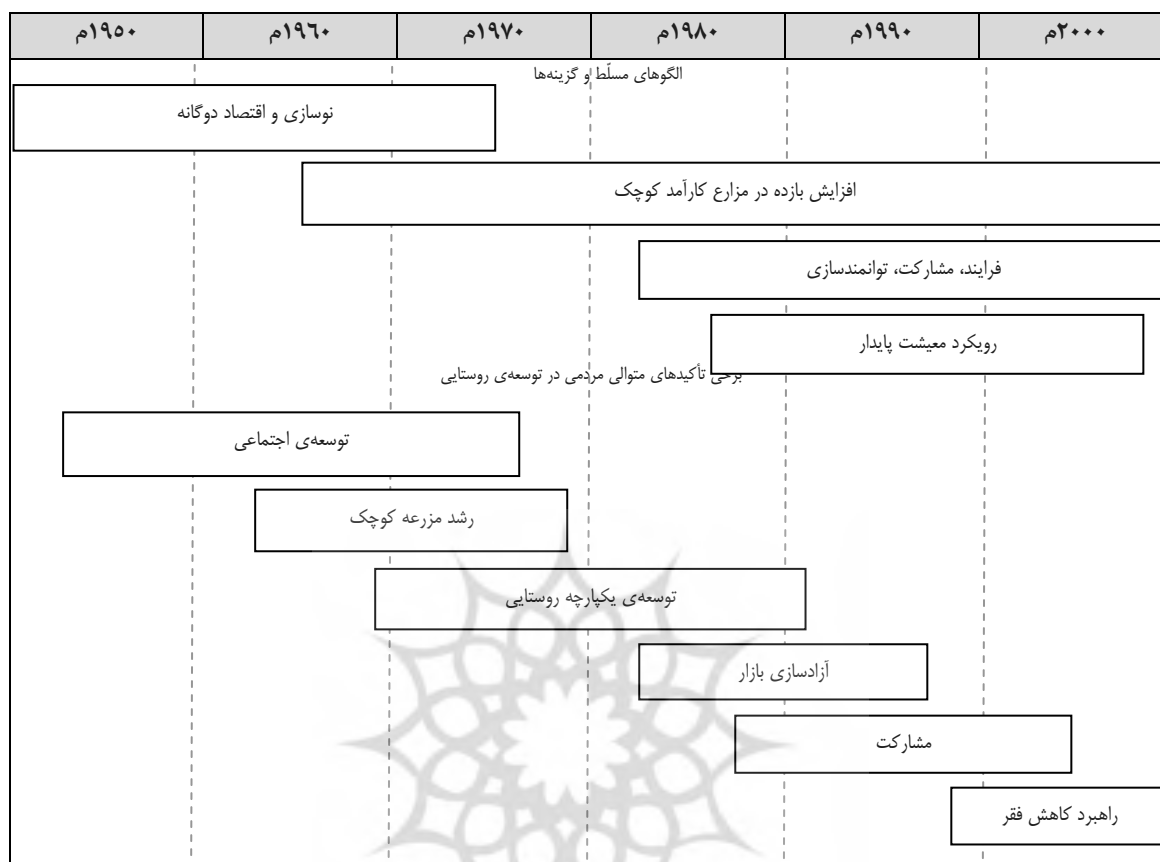 ۱۹۵۰م ۱۹۶۰م ۱۹۷۰م ۱۹۸۰م ۱۹۹۰م ۲۰۰۰م
الگوهای مسلّط و گزینه‌ها
نوسازی و اقتصاد دوگانه
افزایش بازده در مزارع کارآمد کوچک
فرایند، مشارکت، توانمندسازی
رویکرد معیشت پایدار
برخی تأکیدهای متوالی مردمی در توسعه‌ی روستایی
توسعه‌ی اجتماعی
رشد مزرعه کوچک
توسعه‌ی یکپارچه روستایی
آزادسازی بازار
مشارکت
راهبرد کاهش فقر